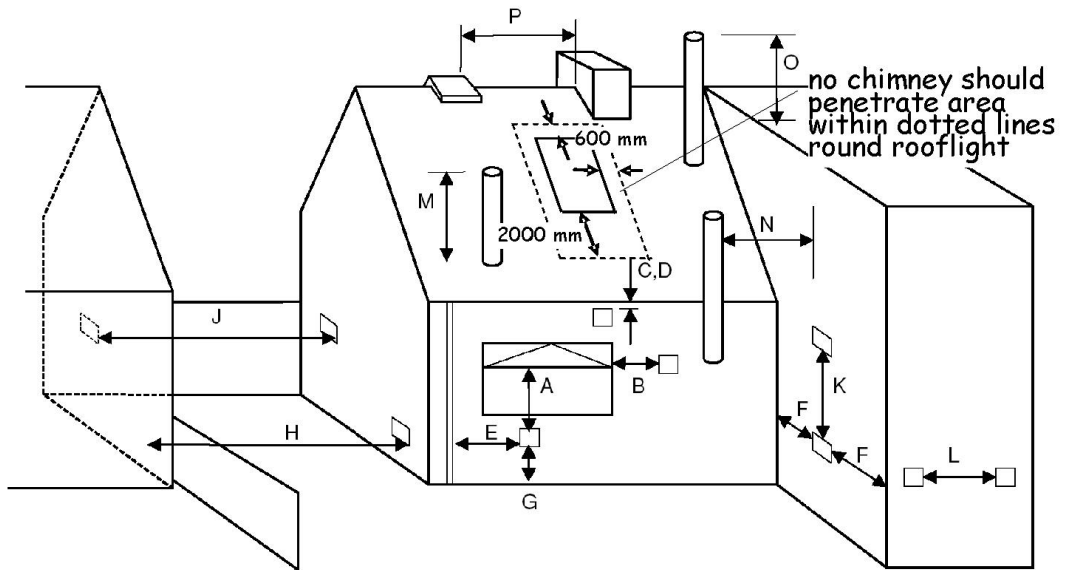 P
O
no chimney should
penetrate area
within dotted lines
round rooflight
600 mm
M
2000 mm
N
C,D
J
A
B
K
F
H
E
F
L
G